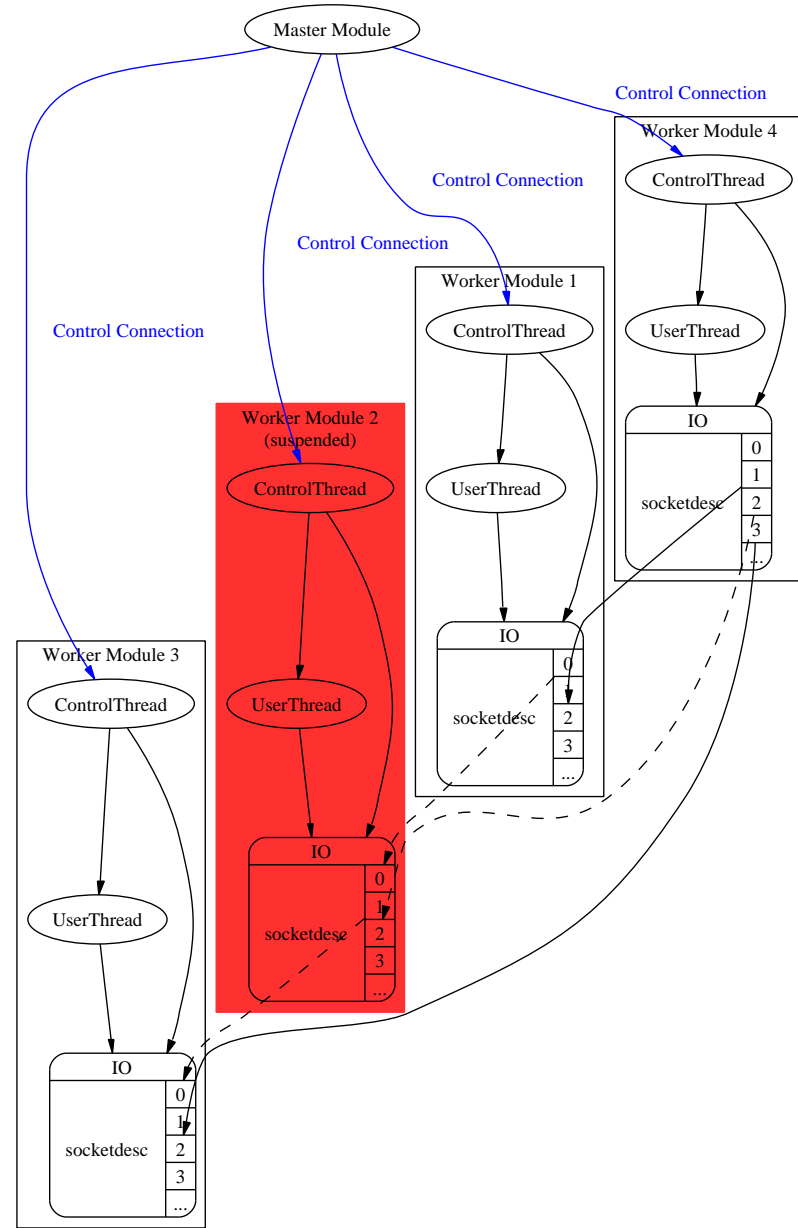 Master Module
Control Connection
Worker Module 4
ControlThread
Control Connection
Control Connection
Worker Module 1
ControlThread
UserThread
Control Connection
IO
socketdesc
0
1
2
3
...
Worker Module 2
(suspended)
ControlThread
UserThread
IO
socketdesc
0
1
2
3
...
Worker Module 3
ControlThread
UserThread
IO
socketdesc
0
1
2
3
...
UserThread
IO
socketdesc
0
1
2
3
...